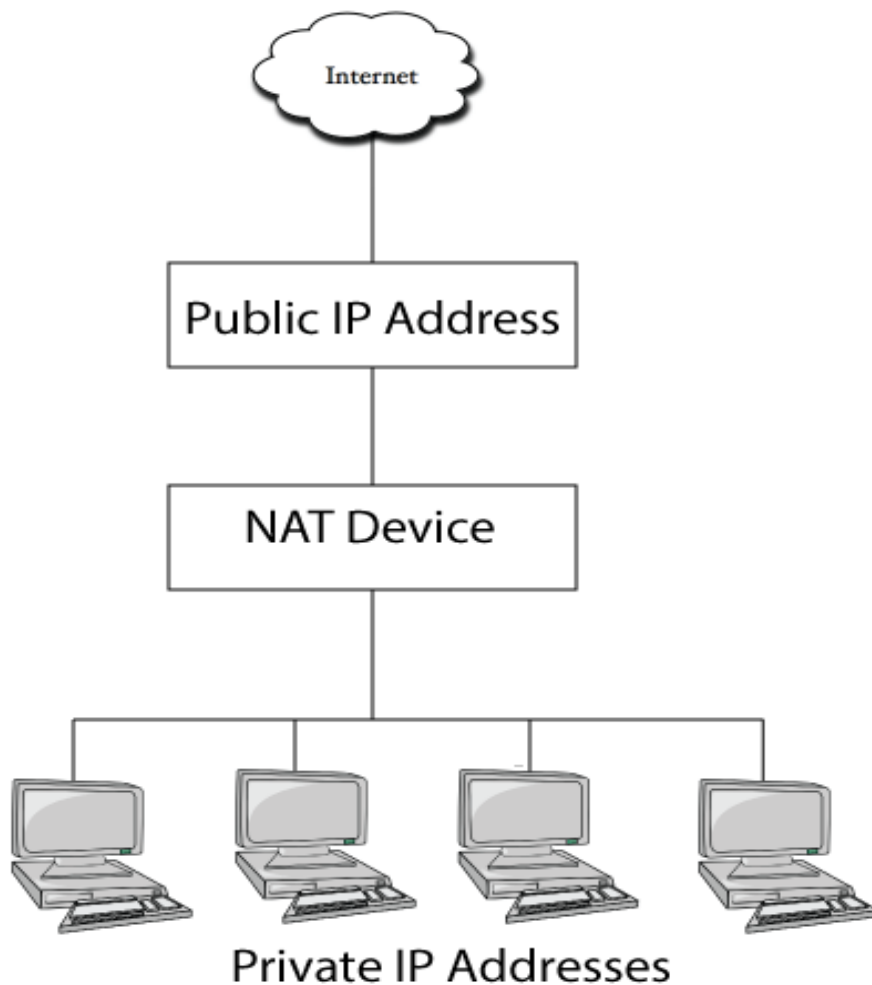 Internet
Public IP Address
NAT Device
Private IP Addresses